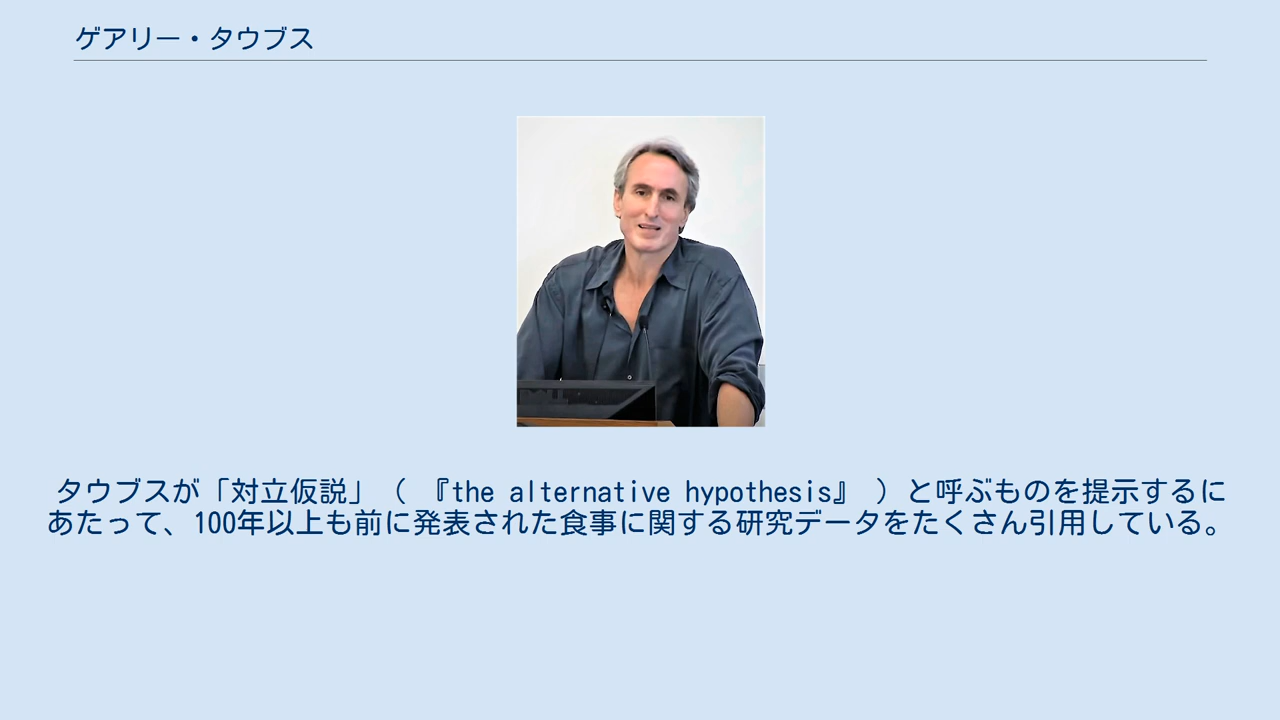 ゲアリー・タウブス
タウブスが「対立仮説」（ 『the alternative hypothesis』 ）と呼ぶものを提示するに
あたって、100年以上も前に発表された食事に関する研究データをたくさん引用している。